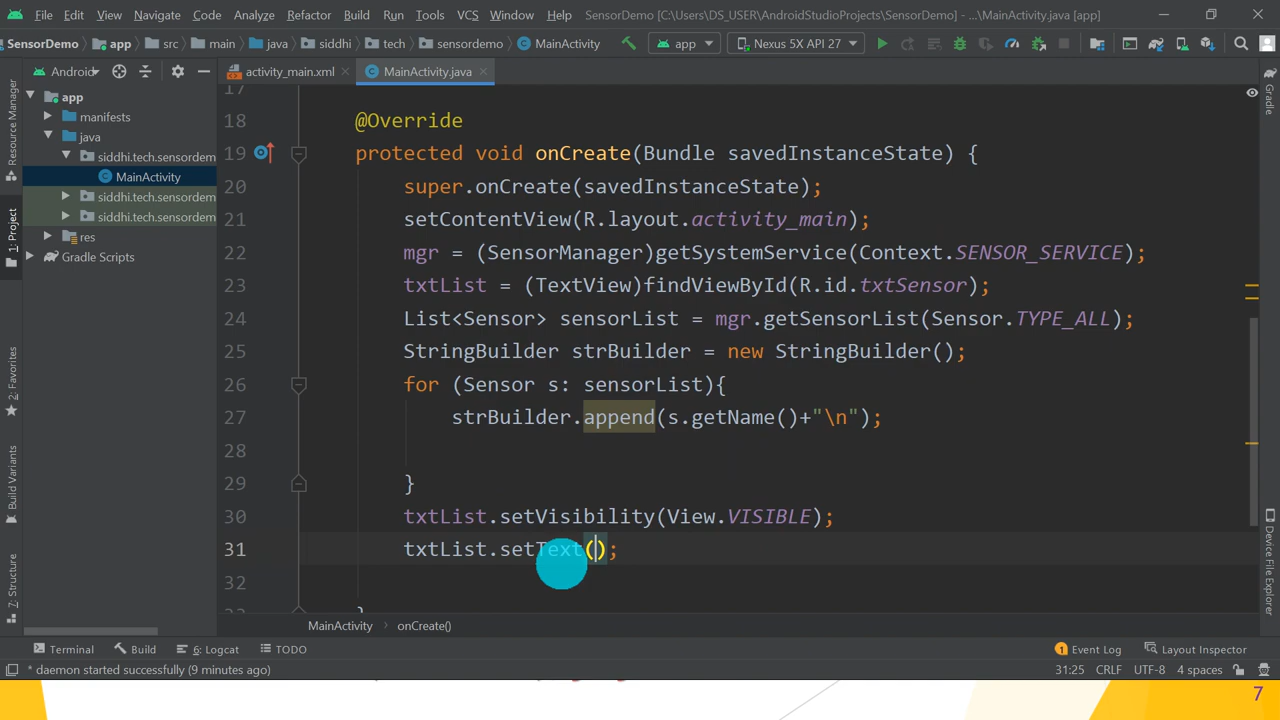 File Edit View Navigate Code Analyze Refactor Build Run Tools VCS Window Help SensorDemo [C:\Users\DS_USER\AndroidStudioProjects\SensorDemo] - ...\MainActivity.java [app]
SensorDemo app src main java siddhi tech sensordemo MainActivity app Nexus 5X API 27
Android activity_main.xml MainActivity.java
app
manifests
java
siddhi.tech.sensordem
MainActivity
siddhi.tech.sensordem
siddhi.tech.sensordem
res
Gradle Scripts
Resource Manager
1: Project
2: Favorites
Build Variants
7: Structure
17
18 @Override
19 protected void onCreate(Bundle savedInstanceState) {
20 super.onCreate(savedInstanceState);
21 setContentView(R.layout.activity_main);
22 mgr = (SensorManager)getSystemService(Context.SENSOR_SERVICE);
23 txtList = (TextView)findViewById(R.id.txtSensor);
24 List<Sensor> sensorList = mgr.getSensorList(Sensor.TYPE_ALL);
25 StringBuilder strBuilder = new StringBuilder();
26 for (Sensor s: sensorList){
27 strBuilder.append(s.getName()+"\n");
28
29 }
30 txtList.setVisibility(View.VISIBLE);
31 txtList.setText();
32
Gradle
Device File Explorer
MainActivity onCreate()
Terminal Build 6: Logcat TODO 1 Event Log Layout Inspector
* daemon started successfully (9 minutes ago) 31:25 CRLF UTF-8 4 spaces
7